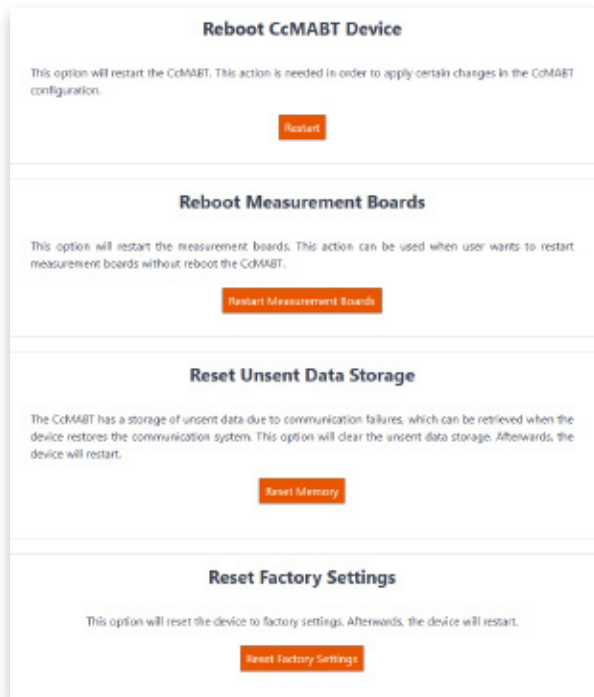 Reboot CcMABT Device
This option will restart the CcMABT. This action is needed in order to apply certain changes in the CcMABT
configuration.
Restart
Reboot Measurement Boards
This option will restart the measurement boards. This action can be used when user wants to restart
measurement boards without reboot the CcMABT.
Restart Measurement Boards
Reset Unsent Data Storage
The CcMABT has a storage of unsent data due to communication failures, which can be retrieved when the
device restores the communication system. This option will clear the unsent data storage. Afterwards, the
device will restart.
Reset Memory
Reset Factory Settings
This option will reset the device to factory settings. Afterwards, the device will restart.
Reset Factory Settings